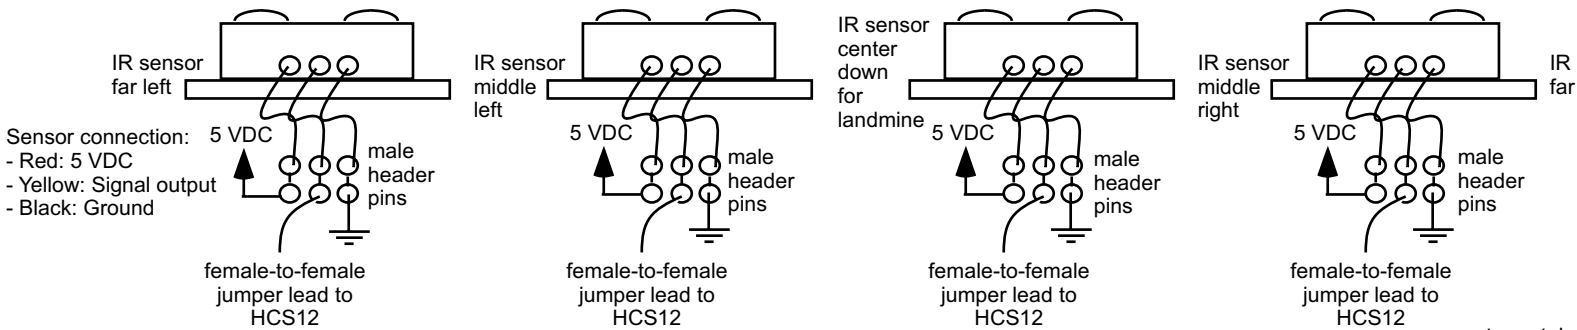 IR sensor
far left
Sensor connection:
- Red: 5 VDC
- Yellow: Signal output
- Black: Ground
5 VDC
male
header
pins
female-to-female
jumper lead to
HCS12
IR sensor
middle
left
5 VDC
male
header
pins
female-to-female
jumper lead to
HCS12
IR sensor
center
down
for
landmine
5 VDC
male
header
pins
female-to-female
jumper lead to
HCS12
IR sensor
middle
right
5 VDC
male
header
pins
female-to-female
jumper lead to
HCS12
IR
far